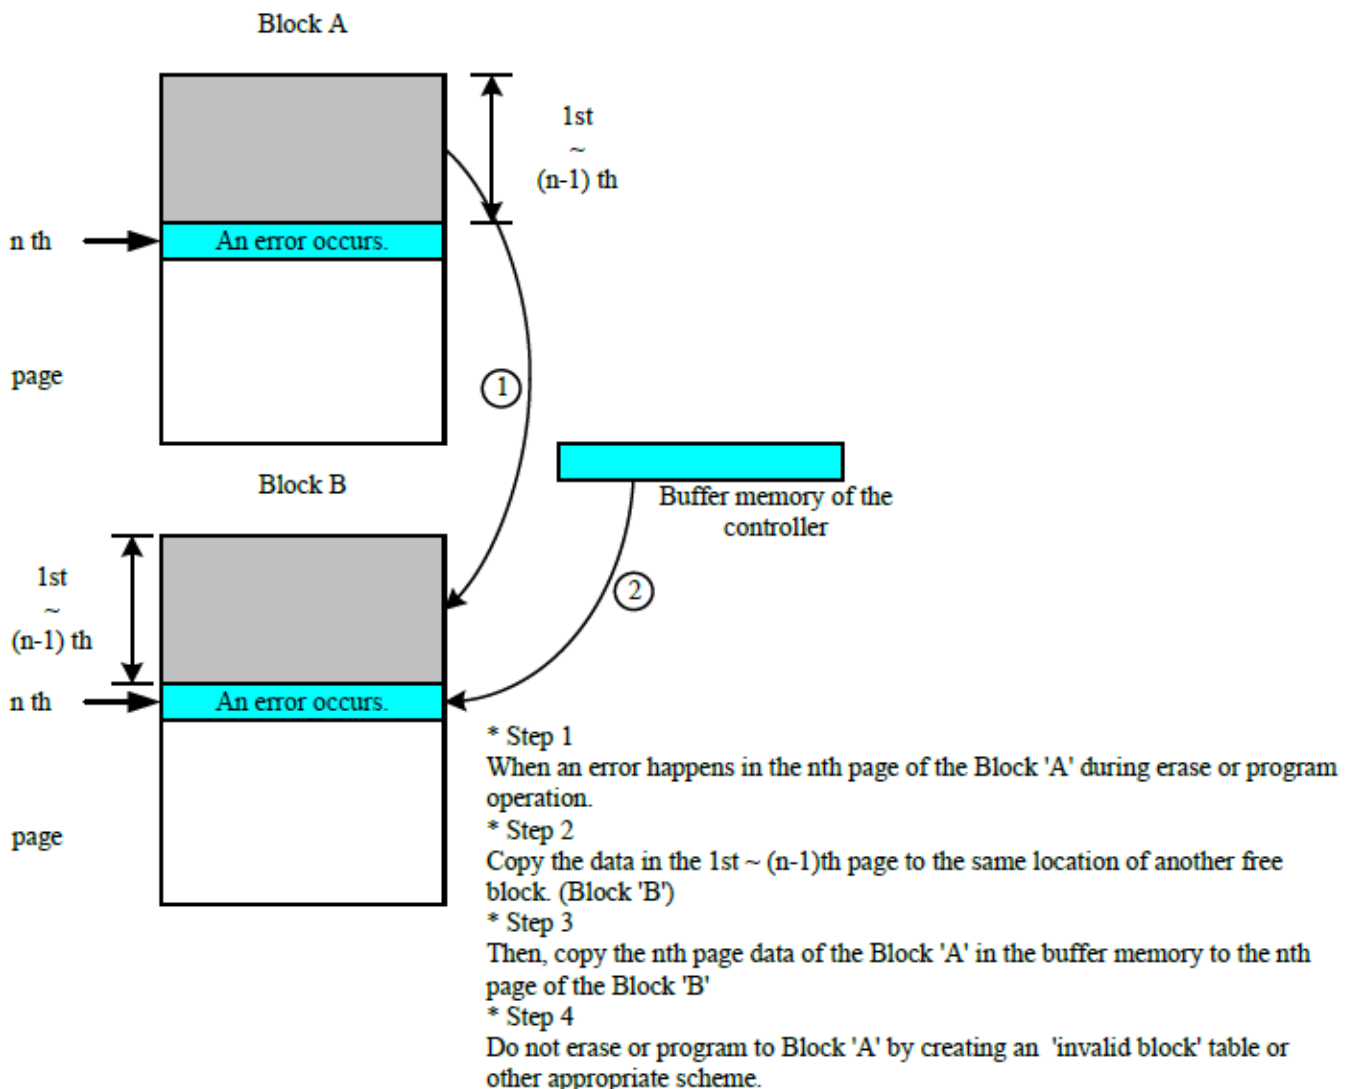 Block A
1st
~
(n-1) th
n th
An error occurs.
page
1
Block B
Buffer memory of the
controller
1st
~
(n-1) th
2
n th
An error occurs.
* Step 1
When an error happens in the nth page of the Block 'A' during erase or program
operation.
* Step 2
page
Copy the data in the 1st ~ (n-1)th page to the same location of another free
block. (Block 'B')
* Step 3
Then, copy the nth page data of the Block 'A' in the buffer memory to the nth
page of the Block 'B'
* Step 4
Do not erase or program to Block 'A' by creating an 'invalid block' table or
other appropriate scheme.